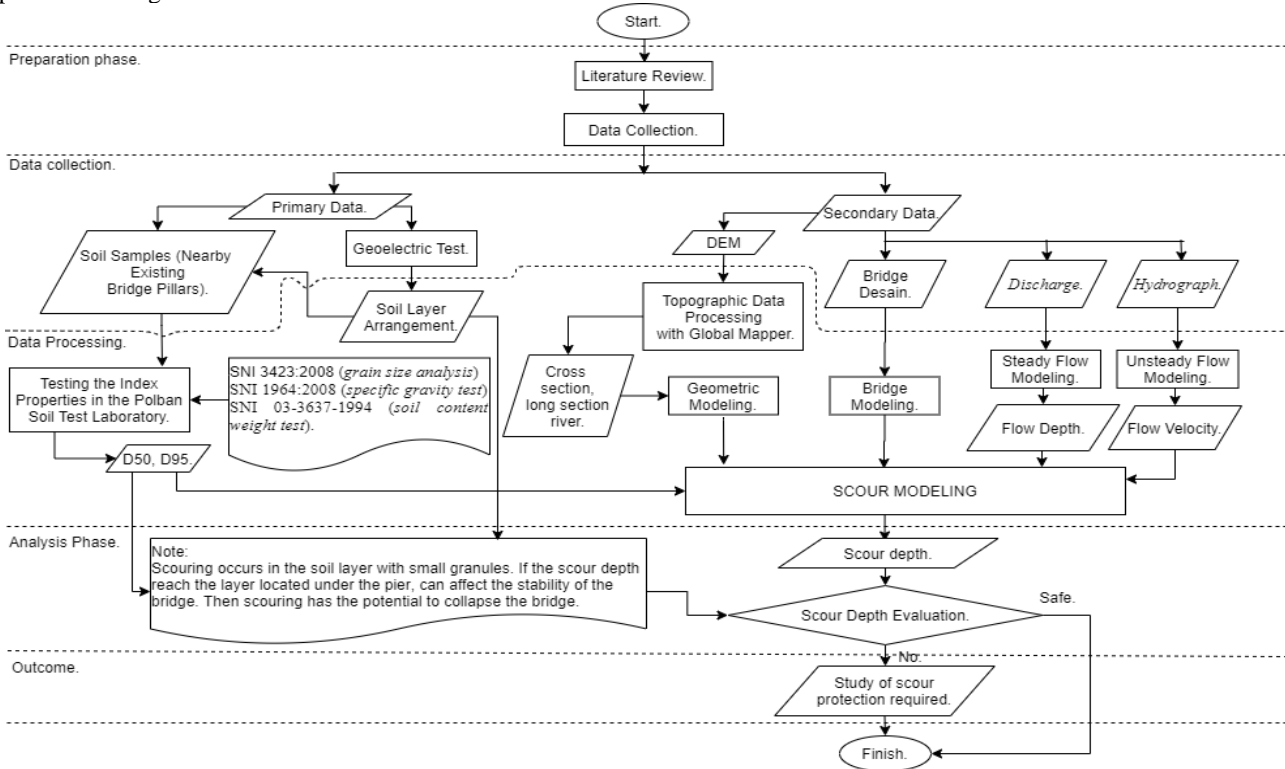 Start.
Preparation phase.
Literature Review.
Data Collection.
Data collection.
Primary Data.
Secondary Data.
Soil Samples (Nearby
Existing
Bridge Pillars).
Geoelectric Test.
DEM
Bridge
Desain.
Discharge.
Hydrograph.
Soil Layer
Arrangement.
Topographic Data
Processing
with Global Mapper.
Data Processing.
Testing the Index
Properties in the Polban
Soil Test Laboratory.
SNI 3423:2008 (grain size analysis)
SNI 1964:2008 (specific gravity test)
SNI 03-3637-1994 (soil content
weight test).
Cross
section,
long section
river.
Geometric
Modeling.
Bridge
Modeling.
Steady Flow
Modeling.
Unsteady Flow
Modeling.
Flow Depth.
Flow Velocity.
D50, D95.
SCOUR MODELING
Analysis Phase.
Note:
Scouring occurs in the soil layer with small granules. If the scour depth
reach the layer located under the pier, can affect the stability of the
bridge. Then scouring has the potential to collapse the bridge.
Scour depth.
Scour Depth Evaluation.
Safe.
No.
Outcome.
Study of scour
protection required.
Finish.